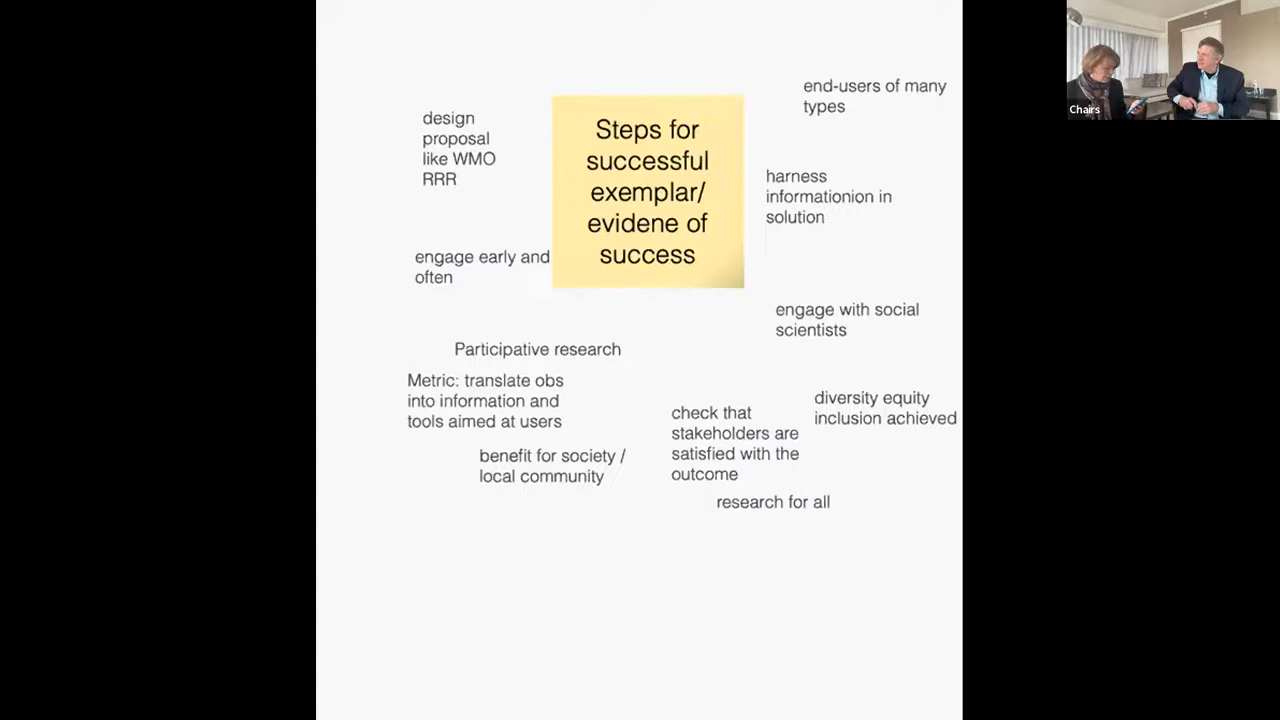 end-users of many
types
Chairs
design
proposal
like WMO
RRR
Steps for
successful
exemplar/
evidene of
success
harness
informationion in
solution
engage early and
often
engage with social
scientists
Participative research
Metric: translate obs
into information and
tools aimed at users
diversity equity
inclusion achieved
check that
stakeholders are
satisfied with the
outcome
benefit for society /
local community
research for all